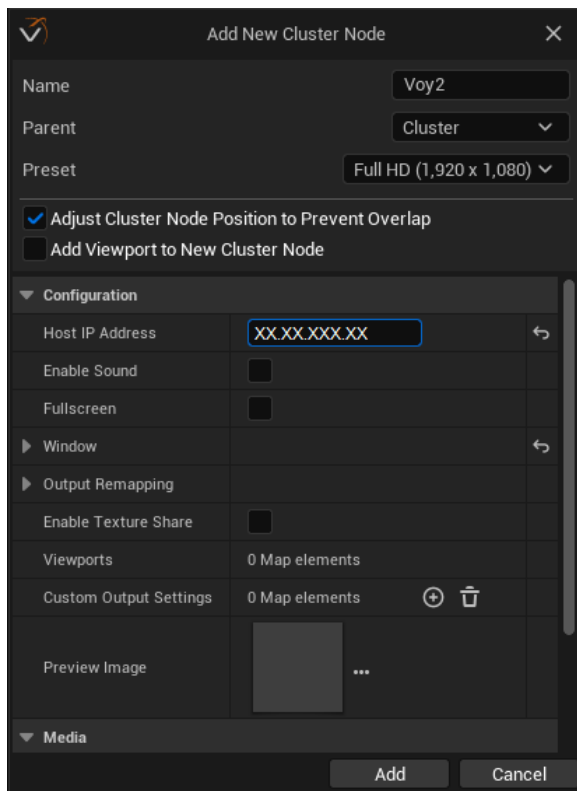 Add New Cluster Node
Name Voy2
Parent Cluster
Preset Full HD (1,920 x 1,080)
Adjust Cluster Node Position to Prevent Overlap
Add Viewport to New Cluster Node
Configuration
Host IP Address XX.XX.XXX.XX
Enable Sound
Fullscreen
Window
Output Remapping
Enable Texture Share
Viewports 0 Map elements
Custom Output Settings 0 Map elements
Preview Image
Media
Add Cancel